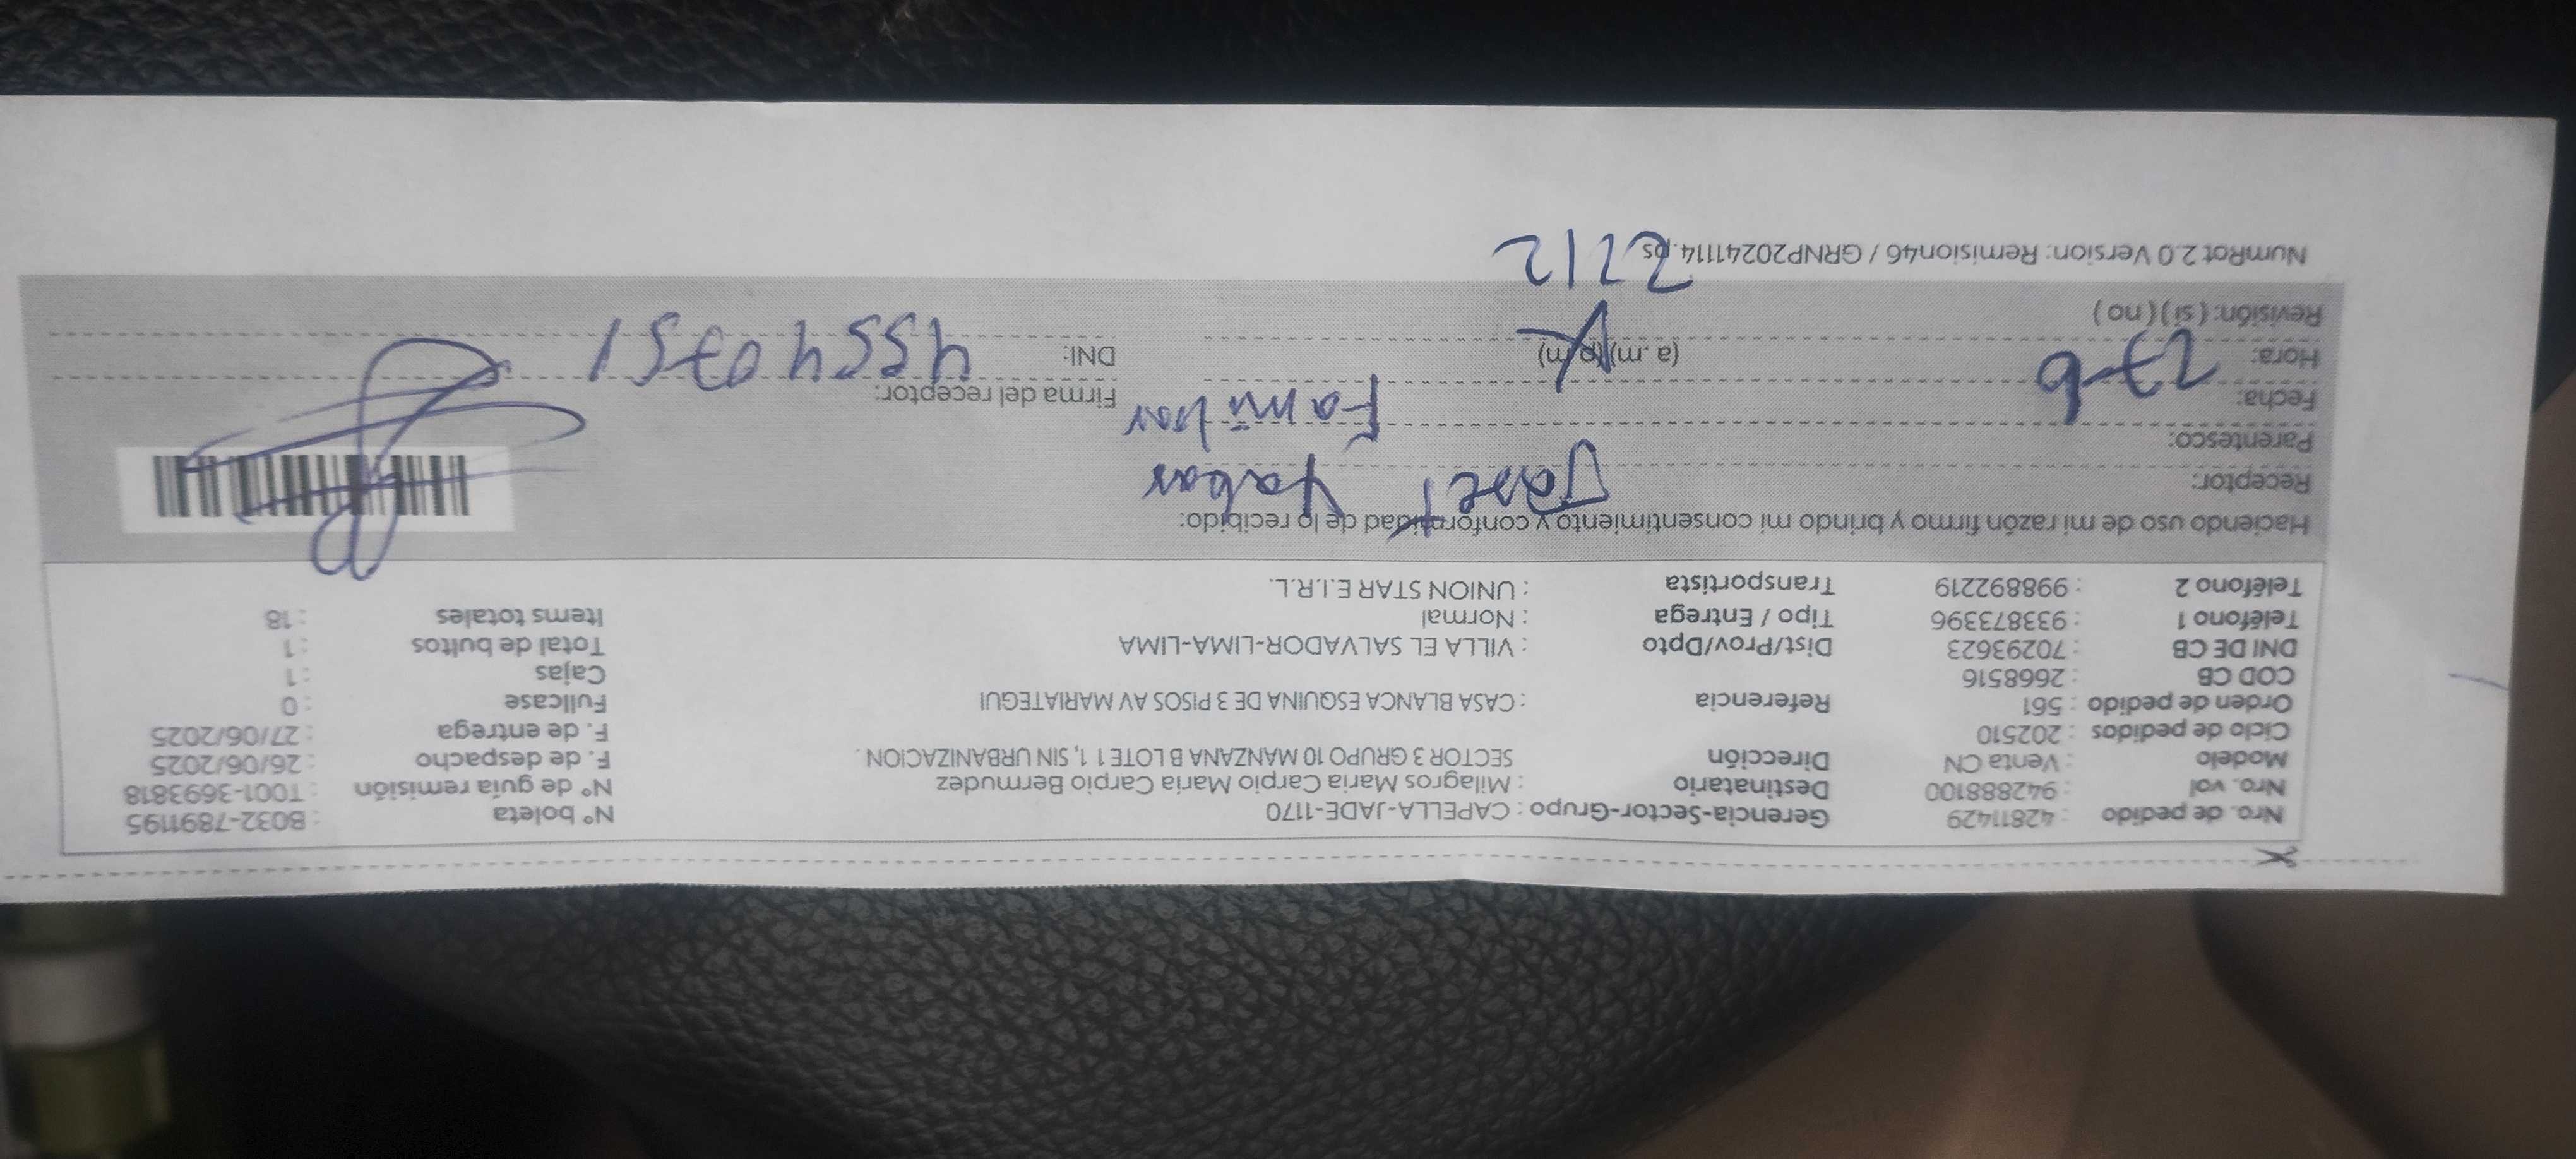 Nro. de pedido : 42811429 Gerencia-Sector-Grupo : CAPELLA-JADE-1170 N° boleta : B032-7891195
Nro. vol : 942888100 Destinatario : Milagros Maria Carpio Maria Carpio Bermudez N° de guía remisión : T001-3693818
Modelo : Venta CN Dirección SECTOR 3 GRUPO 10 MANZANA B LOTE 1 1, SIN URBANIZACION . F. de despacho : 26/06/2025
Ciclo de pedidos : 202510 F. de entrega : 27/06/2025
Orden de pedido : 561 Referencia : CASA BLANCA ESQUINA DE 3 PISOS AV MARIATEGUI Fullcase : 0
COD CB : 2668516 Cajas : 1
DNI DE CB : 70293623 Dist/Prov/Dpto : VILLA EL SALVADOR-LIMA-LIMA Total de bultos : 1
Teléfono 1 : 933873396 Tipo / Entrega : Normal Items totales : 18
Teléfono 2 : 998892219 Transportista : UNION STAR E.I.R.L.
Haciendo uso de mi razón firmo y brindo mi consentimiento y conformidad de lo recibido:
Receptor: Yabar
Parentesco: Familiar
Fecha: 27-6 Firma del receptor:
Hora: (a. m) (p. m) DNI: 45540751
Revisión: ( si ) ( no )
NumRot 2.0 Version: Remision46 / GRNP20241114.ps